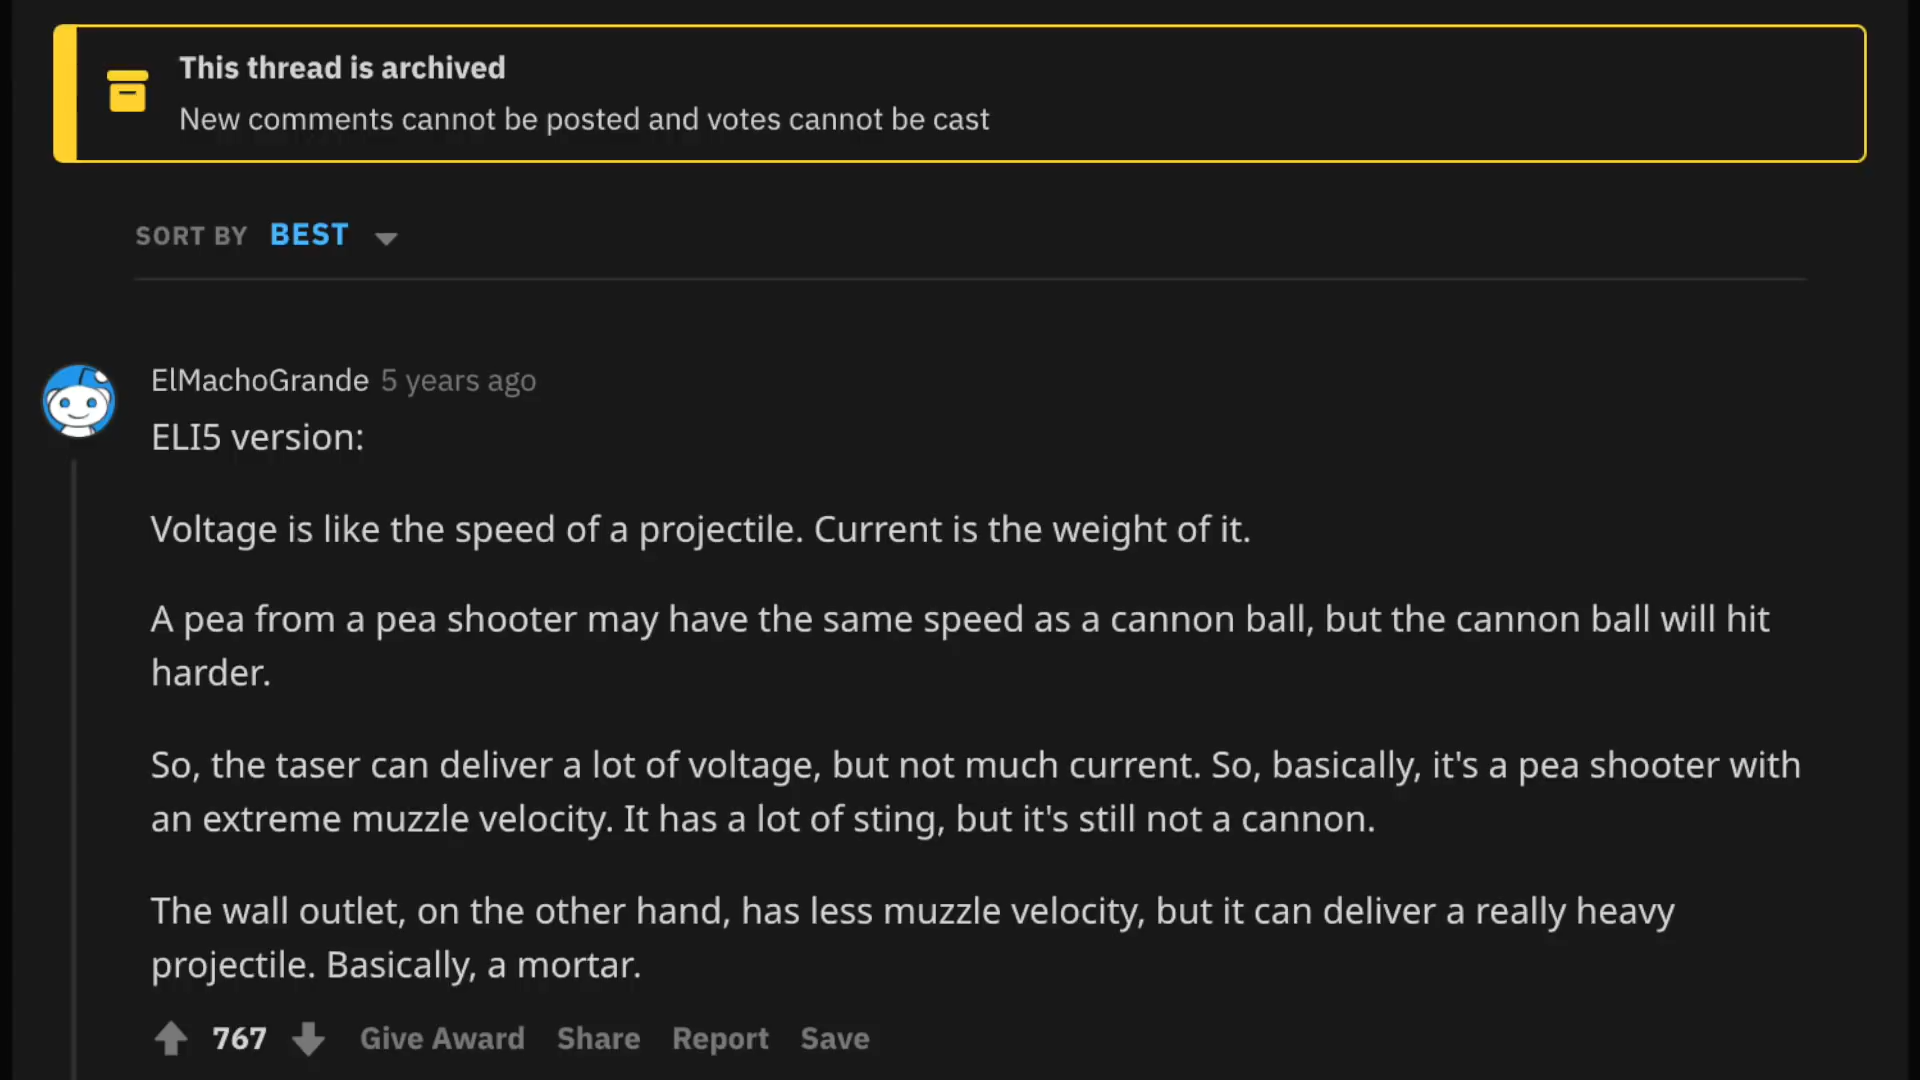 This thread is archived
New comments cannot be posted and votes cannot be cast
SORT BY BEST
ElMachoGrande 5 years ago
ELI5 version:
Voltage is like the speed of a projectile. Current is the weight of it.
A pea from a pea shooter may have the same speed as a cannon ball, but the cannon ball will hit
harder.
So, the taser can deliver a lot of voltage, but not much current. So, basically, it's a pea shooter with
an extreme muzzle velocity. It has a lot of sting, but it's still not a cannon.
The wall outlet, on the other hand, has less muzzle velocity, but it can deliver a really heavy
projectile. Basically, a mortar.
767 Give Award Share Report Save